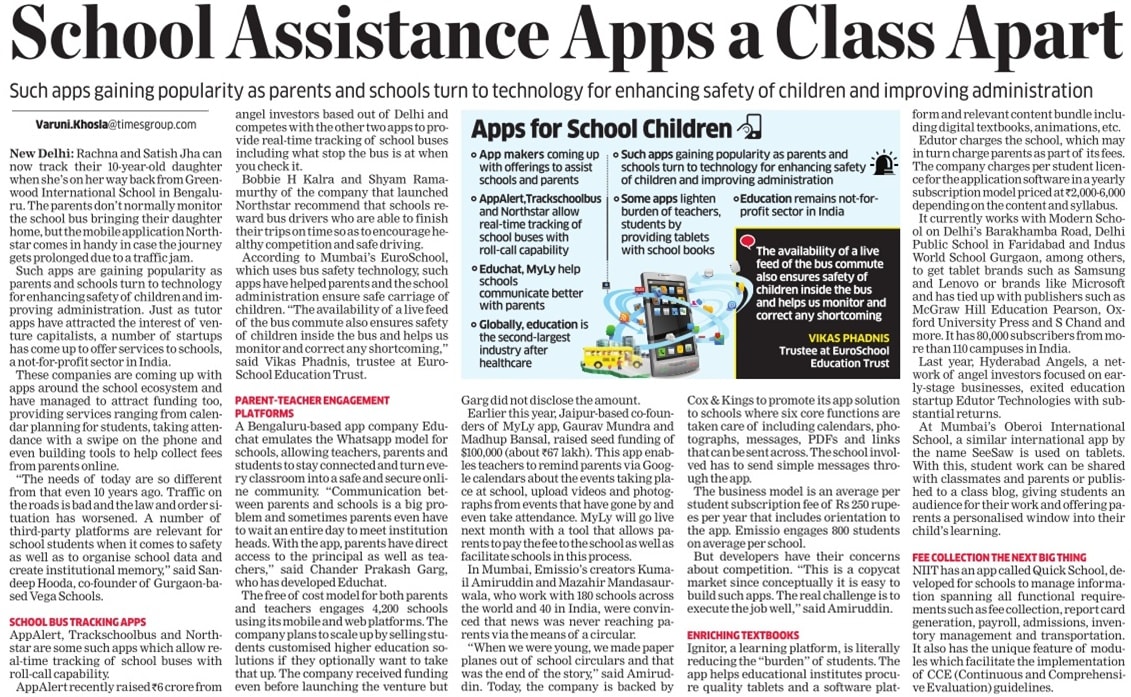 School Assistance Apps a Class Apart
Such apps gaining popularity as parents and schools turn to technology for enhancing safety of children and improving administration
Varuni.Khosla@timesgroup.com
New Delhi: Rachna and Satish Jha can
now track their 10-year-old daughter
when she's on her way back from Green-
wood International School in Bengalu-
ru. The parents don't normally monitor
the school bus bringing their daughter
home, but the mobile application North-
star comes in handy in case the journey
gets prolonged due to a traffic jam.
Such apps are gaining popularity as
parents and schools turn to technology
for enhancing safety of children and im-
proving administration. Just as tutor
apps have attracted the interest of ven-
ture capitalists, a number of startups
has come up to offer services to schools,
a not-for-profit sector in India.
These companies are coming up with
apps around the school ecosystem and
have managed to attract funding too,
providing services ranging from calen-
dar planning for students, taking atten-
dance with a swipe on the phone and
even building tools to help collect fees
from parents online.
"The needs of today are so different
from that even 10 years ago. Traffic on
the roads is bad and the law and order si-
tuation has worsened. A number of
third-party platforms are relevant for
school students when it comes to safety
as well as to organise school data and
create institutional memory," said San-
deep Hooda, co-founder of Gurgaon-ba-
sed Vega Schools.
SCHOOL BUS TRACKING APPS
AppAlert, Trackschoolbus and North-
star are some such apps which allow re-
al-time tracking of school buses with
roll-call capability.
AppAlert recently raised ₹6 crore from
angel investors based out of Delhi and
competes with the other two apps to pro-
vide real-time tracking of school buses
including what stop the bus is at when
you check it.
Bobbie H Kalra and Shyam Rama-
murthy of the company that launched
Northstar recommend that schools re-
ward bus drivers who are able to finish
their trips on time so as to encourage he-
althy competition and safe driving.
According to Mumbai's EuroSchool,
which uses bus safety technology, such
apps have helped parents and the school
administration ensure safe carriage of
children. "The availability of a live feed
of the bus commute also ensures safety
of children inside the bus and helps us
monitor and correct any shortcoming,"
said Vikas Phadnis, trustee at Euro-
School Education Trust.
PARENT-TEACHER ENGAGEMENT
PLATFORMS
A Bengaluru-based app company Edu-
chat emulates the Whatsapp model for
schools, allowing teachers, parents and
students to stay connected and turn eve-
ry classroom into a safe and secure onli-
ne community. "Communication bet-
ween parents and schools is a big pro-
blem and sometimes parents even have
to wait an entire day to meet institution
heads. With the app, parents have direct
access to the principal as well as tea-
chers," said Chander Prakash Garg,
who has developed Educhat.
The free of cost model for both parents
and teachers engages 4,200 schools
using its mobile and web platforms. The
company plans to scale up by selling stu-
dents customised higher education so-
lutions if they optionally want to take
that up. The company received funding
even before launching the venture but
Apps for School Children
App makers coming up
with offerings to assist
schools and parents
AppAlert,Trackschoolbus
and Northstar allow
real-time tracking of
school buses with
roll-call capability
Educhat, MyLy help
schools
communicate better
with parents
Globally, education is
the second-largest
industry after
healthcare
Such apps gaining popularity as parents and
schools turn to technology for enhancing safety
of children and improving administration
Some apps lighten
burden of teachers,
students by
providing tablets
with school books
Education remains not-for-
profit sector in India
The availability of a live
feed of the bus commute
also ensures safety of
children inside the bus
and helps us monitor and
correct any shortcoming
VIKAS PHADNIS
Trustee at EuroSchool
Education Trust
Garg did not disclose the amount.
Earlier this year, Jaipur-based co-foun-
ders of MyLy app, Gaurav Mundra and
Madhup Bansal, raised seed funding of
$100,000 (about ₹67 lakh). This app enab-
les teachers to remind parents via Goog-
le calendars about the events taking pla-
ce at school, upload videos and photog-
raphs from events that have gone by and
even take attendance. MyLy will go live
next month with a tool that allows pa-
rents to pay the fee to the school as well as
facilitate schools in this process.
In Mumbai, Emissio's creators Kuma-
il Amiruddin and Mazahir Mandasaur-
wala, who work with 180 schools across
the world and 40 in India, were convin-
ced that news was never reaching pa-
rents via the means of a circular.
"When we were young, we made paper
planes out of school circulars and that
was the end of the story," said Amirud-
din. Today, the company is backed by
Cox & Kings to promote its app solution
to schools where six core functions are
taken care of including calendars, pho-
tographs, messages, PDFs and links
that can be sent across. The school invol-
ved has to send simple messages thro-
ugh the app.
The business model is an average per
student subscription fee of Rs 250 rupe-
es per year that includes orientation to
the app. Emissio engages 800 students
on average per school.
But developers have their concerns
about competition. "This is a copycat
market since conceptually it is easy to
build such apps. The real challenge is to
execute the job well," said Amiruddin.
ENRICHING TEXTBOOKS
Ignitor, a learning platform, is literally
reducing the "burden" of students. The
app helps educational institutes procu-
re quality tablets and a software plat-
form and relevant content bundle inclu-
ding digital textbooks, animations, etc.
Edutor charges the school, which may
in turn charge parents as part of its fees.
The company charges per student licen-
ce for the application software in a yearly
subscription model priced at ₹2,000-6,000
depending on the content and syllabus.
It currently works with Modern Scho-
ol on Delhi's Barakhamba Road, Delhi
Public School in Faridabad and Indus
World School Gurgaon, among others,
to get tablet brands such as Samsung
and Lenovo or brands like Microsoft
and has tied up with publishers such as
McGraw Hill Education Pearson, Ox-
ford University Press and S Chand and
more. It has 80,000 subscribers from mo-
re than 110 campuses in India.
Last year, Hyderabad Angels, a net-
work of angel investors focused on ear-
ly-stage businesses, exited education
startup Edutor Technologies with sub-
stantial returns.
At Mumbai's Oberoi International
School, a similar international app by
the name SeeSaw is used on tablets.
With this, student work can be shared
with classmates and parents or publis-
hed to a class blog, giving students an
audience for their work and offering pa-
rents a personalised window into their
child's learning.
FEE COLLECTION THE NEXT BIG THING
NIIT has an app called Quick School, de-
veloped for schools to manage informa-
tion spanning all functional require-
ments such as fee collection, report card
generation, payroll, admissions, inven-
tory management and transportation.
It also has the unique feature of modu-
les which facilitate the implementation
of CCE (Continuous and Comprehensi-
ve Evaluation) guidelines.